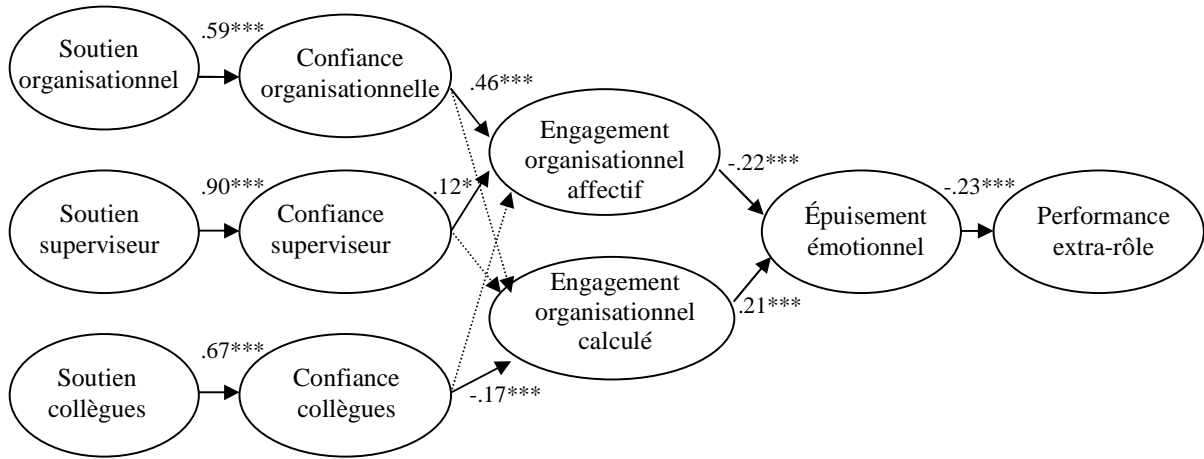 .59***
Soutien
organisationnel
Confiance
organisationnelle
.46***
Engagement
organisationnel
affectif
-.22***
.90***
Soutien
superviseur
Confiance
superviseur
.12*
Épuisement
émotionnel
-.23***
Performance
extra-rôle
Engagement
organisationnel
calculé
.21***
.67***
Soutien
collègues
Confiance
collègues
-.17***